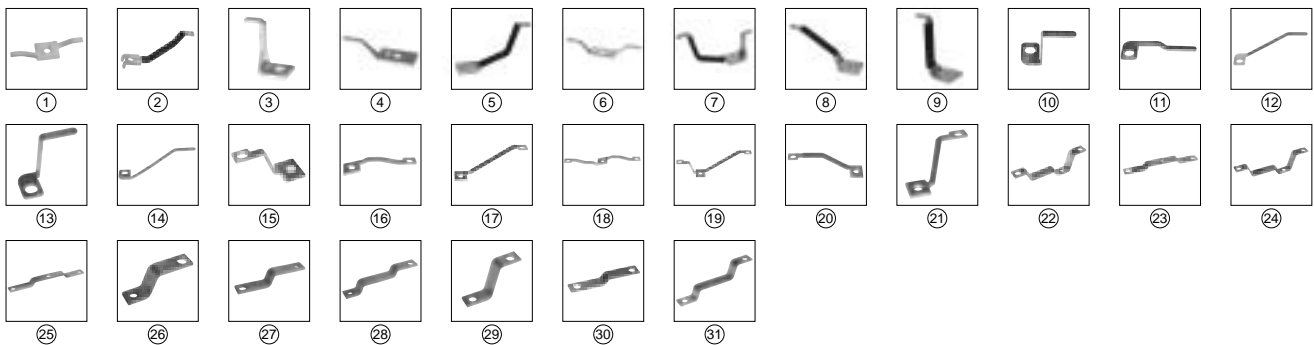 ① ② ③ ④ ⑤ ⑥ ⑦ ⑧ ⑨ ⑩ ⑪ ⑫
⑬ ⑭ ⑮ ⑯ ⑰ ⑱ ⑲ ⑳ ㉑ ㉒ ㉓ ㉔
㉕ ㉖ ㉗ ㉘ ㉙ ㉚ ㉛